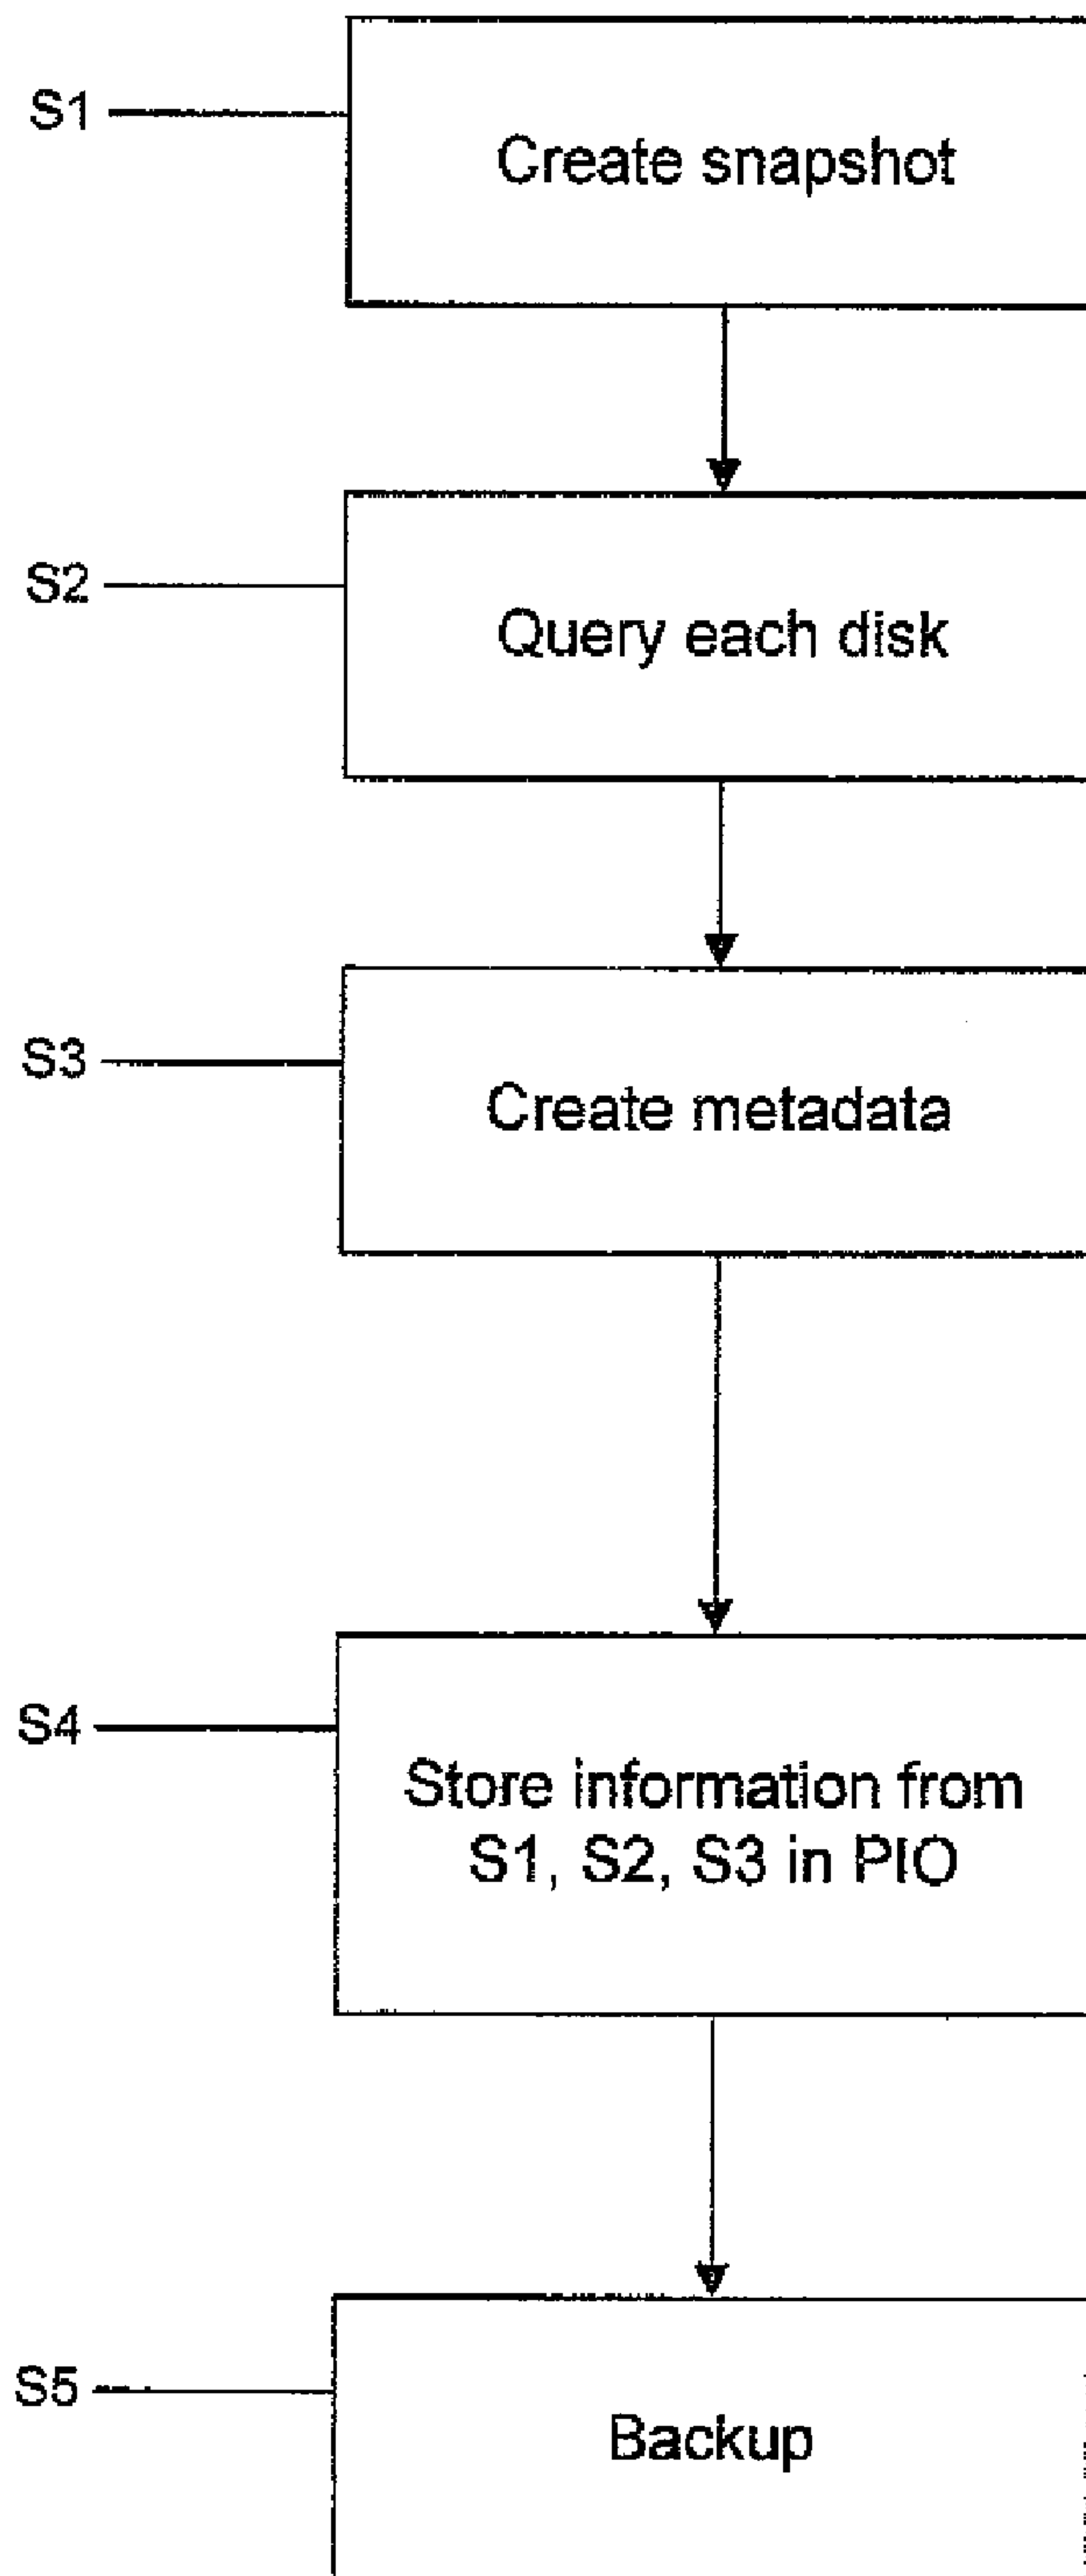 S1
Create snapshot
S2
Query each disk
S3
Create metadata
S4
Store information from
S1, S2, S3 in PIO
S5
Backup